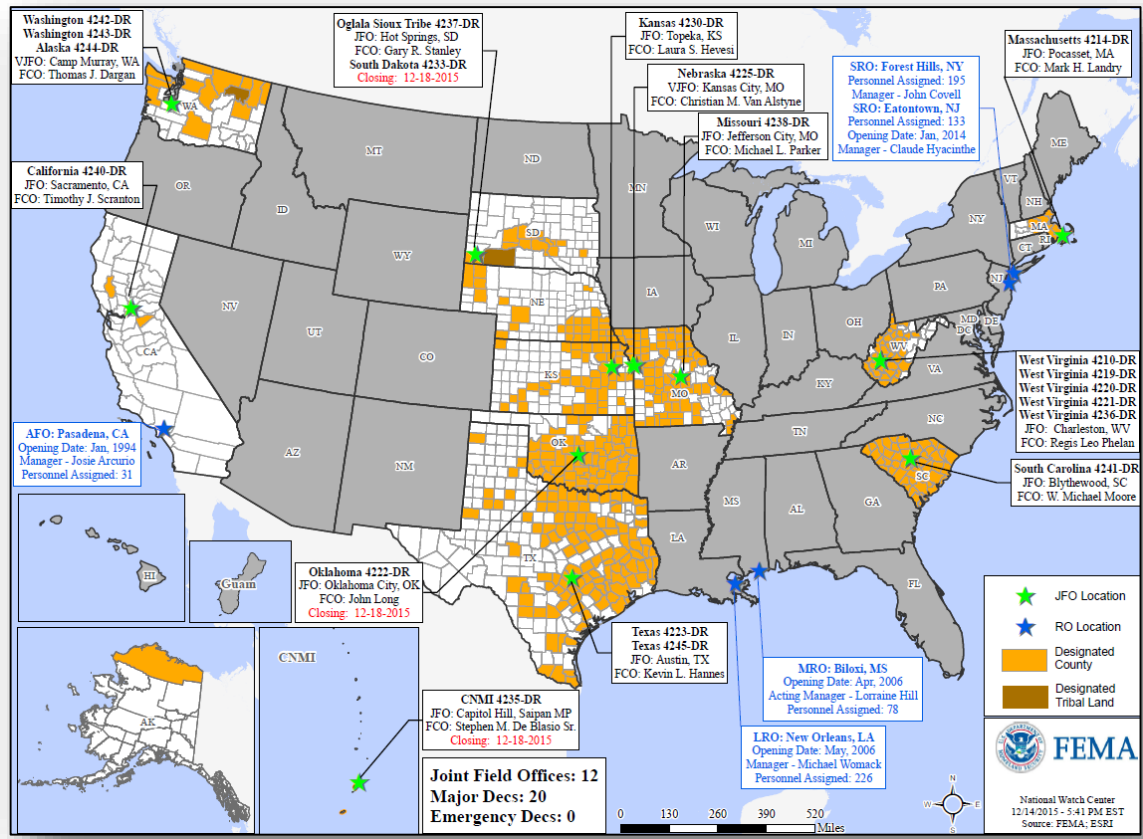 Washington 4242-DR
Washington 4243-DR
Alaska 4244-DR
VJFO: Camp Murray, WA
FCO: Thomas J. Dargan
Oglala Sioux Tribe 4237-DR
JFO: Hot Springs, SD
FCO: Gary R. Stanley
South Dakota 4233-DR
Closing: 12-18-2015
Kansas 4230-DR
JFO: Topeka, KS
FCO: Laura S. Hevesi
Nebraska 4225-DR
VJFO: Kansas City, MO
FCO: Christian M. Van Alstyne
Missouri 4238-DR
JFO: Jefferson City, MO
FCO: Michael L. Parker
SRO: Forest Hills, NY
Personnel Assigned: 195
Manager - John Covell
SRO: Eatontown, NJ
Personnel Assigned: 133
Opening Date: Jan, 2014
Manager - Claude Hyacinthe
Massachusetts 4214-DR
JFO: Pocasset, MA
FCO: Mark H. Landry
California 4240-DR
JFO: Sacramento, CA
FCO: Timothy J. Scranton
WA
OR
MT
ID
ND
MN
SD
WY
WI
MI
ME
VT
NH
NY
MA
CT
RI
NV
UT
CO
NE
IA
IL
IN
OH
PA
NJ
MD
DE
DC
CA
KS
MO
KY
WV
VA
AZ
NM
OK
AR
TN
NC
SC
TX
LA
MS
AL
GA
FL
West Virginia 4210-DR
West Virginia 4219-DR
West Virginia 4220-DR
West Virginia 4221-DR
West Virginia 4236-DR
JFO: Charleston, WV
FCO: Regis Leo Phelan
South Carolina 4241-DR
JFO: Blythewood, SC
FCO: W. Michael Moore
AFO: Pasadena, CA
Opening Date: Jan, 1994
Manager - Josie Arcurio
Personnel Assigned: 31
HI
Guam
Oklahoma 4222-DR
JFO: Oklahoma City, OK
FCO: John Long
Closing: 12-18-2015
Texas 4223-DR
Texas 4245-DR
JFO: Austin, TX
FCO: Kevin L. Hannes
AK
CNMI
CNMI 4235-DR
JFO: Capitol Hill, Saipan MP
FCO: Stephen M. De Blasio Sr.
Closing: 12-18-2015
MRO: Biloxi, MS
Opening Date: Apr, 2006
Acting Manager - Lorraine Hill
Personnel Assigned: 78
LRO: New Orleans, LA
Opening Date: May, 2006
Manager - Michael Womack
Personnel Assigned: 226
Joint Field Offices: 12
Major Decs: 20
Emergency Decs: 0
0 130 260 390 520
Miles
JFO Location
RO Location
Designated
County
Designated
Tribal Land
FEMA
N
W E
S
National Watch Center
12/14/2015 - 5:41 PM EST
Source: FEMA; ESRI